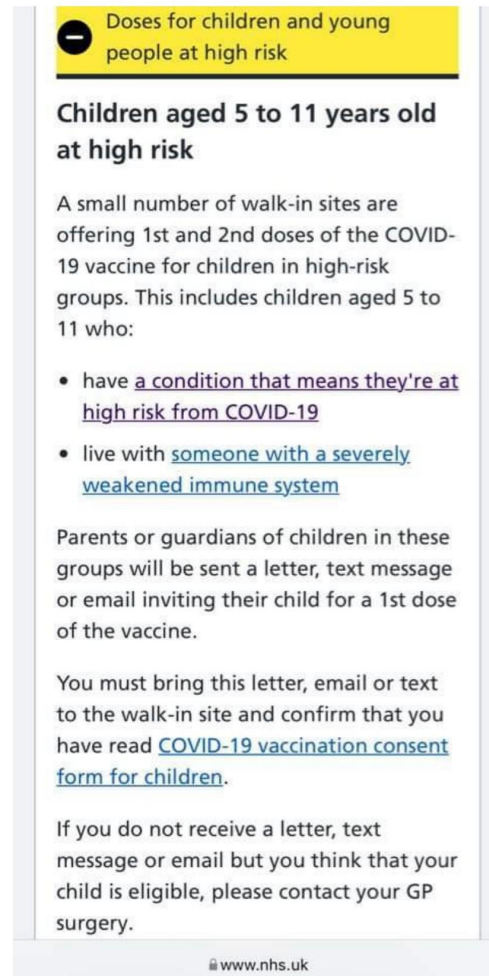 Doses for children and young
people at high risk
Children aged 5 to 11 years old
at high risk
A small number of walk-in sites are
offering 1st and 2nd doses of the COVID-
19 vaccine for children in high-risk
groups. This includes children aged 5 to
11 who:
• have a condition that means they're at
high risk from COVID-19
• live with someone with a severely
weakened immune system
Parents or guardians of children in these
groups will be sent a letter, text message
or email inviting their child for a 1st dose
of the vaccine.
You must bring this letter, email or text
to the walk-in site and confirm that you
have read COVID-19 vaccination consent
form for children.
If you do not receive a letter, text
message or email but you think that your
child is eligible, please contact your GP
surgery.
www.nhs.uk